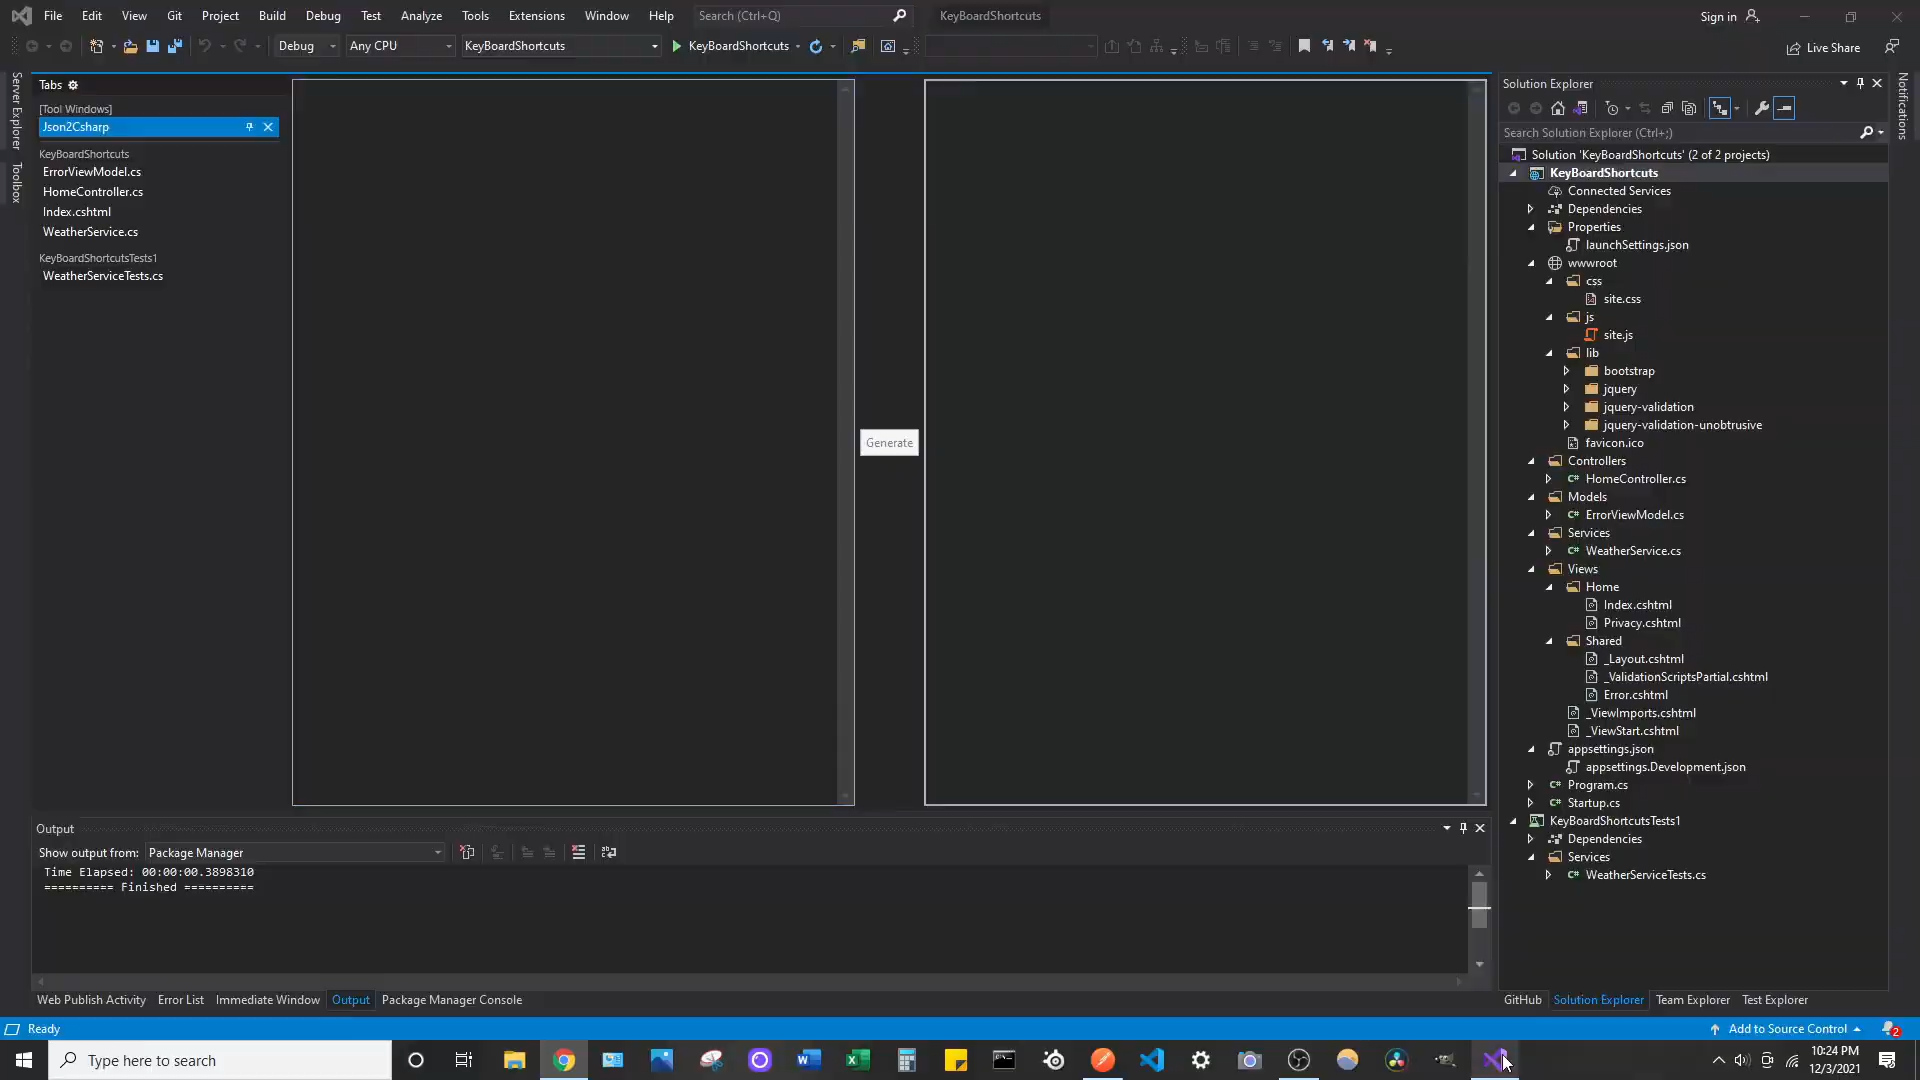 File Edit View Git Project Build Debug Test Analyze Tools Extensions Window Help Search (Ctrl+Q) KeyBoardShortcuts Sign in
Debug Any CPU KeyBoardShortcuts KeyBoardShortcuts Live Share
Server Explorer
Toolbox
Tabs
[Tool Windows]
Json2Csharp
KeyBoardShortcuts
ErrorViewModel.cs
HomeController.cs
Index.cshtml
WeatherService.cs
KeyBoardShortcutsTests1
WeatherServiceTests.cs
Generate
Solution Explorer
Search Solution Explorer (Ctrl+;)
Solution 'KeyBoardShortcuts' (2 of 2 projects)
KeyBoardShortcuts
Connected Services
Dependencies
Properties
launchSettings.json
wwwroot
css
site.css
js
site.js
lib
bootstrap
jquery
jquery-validation
jquery-validation-unobtrusive
favicon.ico
Controllers
C# HomeController.cs
Models
C# ErrorViewModel.cs
Services
C# WeatherService.cs
Views
Home
Index.cshtml
Privacy.cshtml
Shared
_Layout.cshtml
_ValidationScriptsPartial.cshtml
Error.cshtml
_ViewImports.cshtml
_ViewStart.cshtml
appsettings.json
appsettings.Development.json
C# Program.cs
C# Startup.cs
KeyBoardShortcutsTests1
Dependencies
Services
C# WeatherServiceTests.cs
Notifications
Output
Show output from: Package Manager
Time Elapsed: 00:00:00.3898310
========== Finished ==========
Web Publish Activity Error List Immediate Window Output Package Manager Console
GitHub Solution Explorer Team Explorer Test Explorer
Ready Add to Source Control 2
Type here to search
10:24 PM
12/3/2021